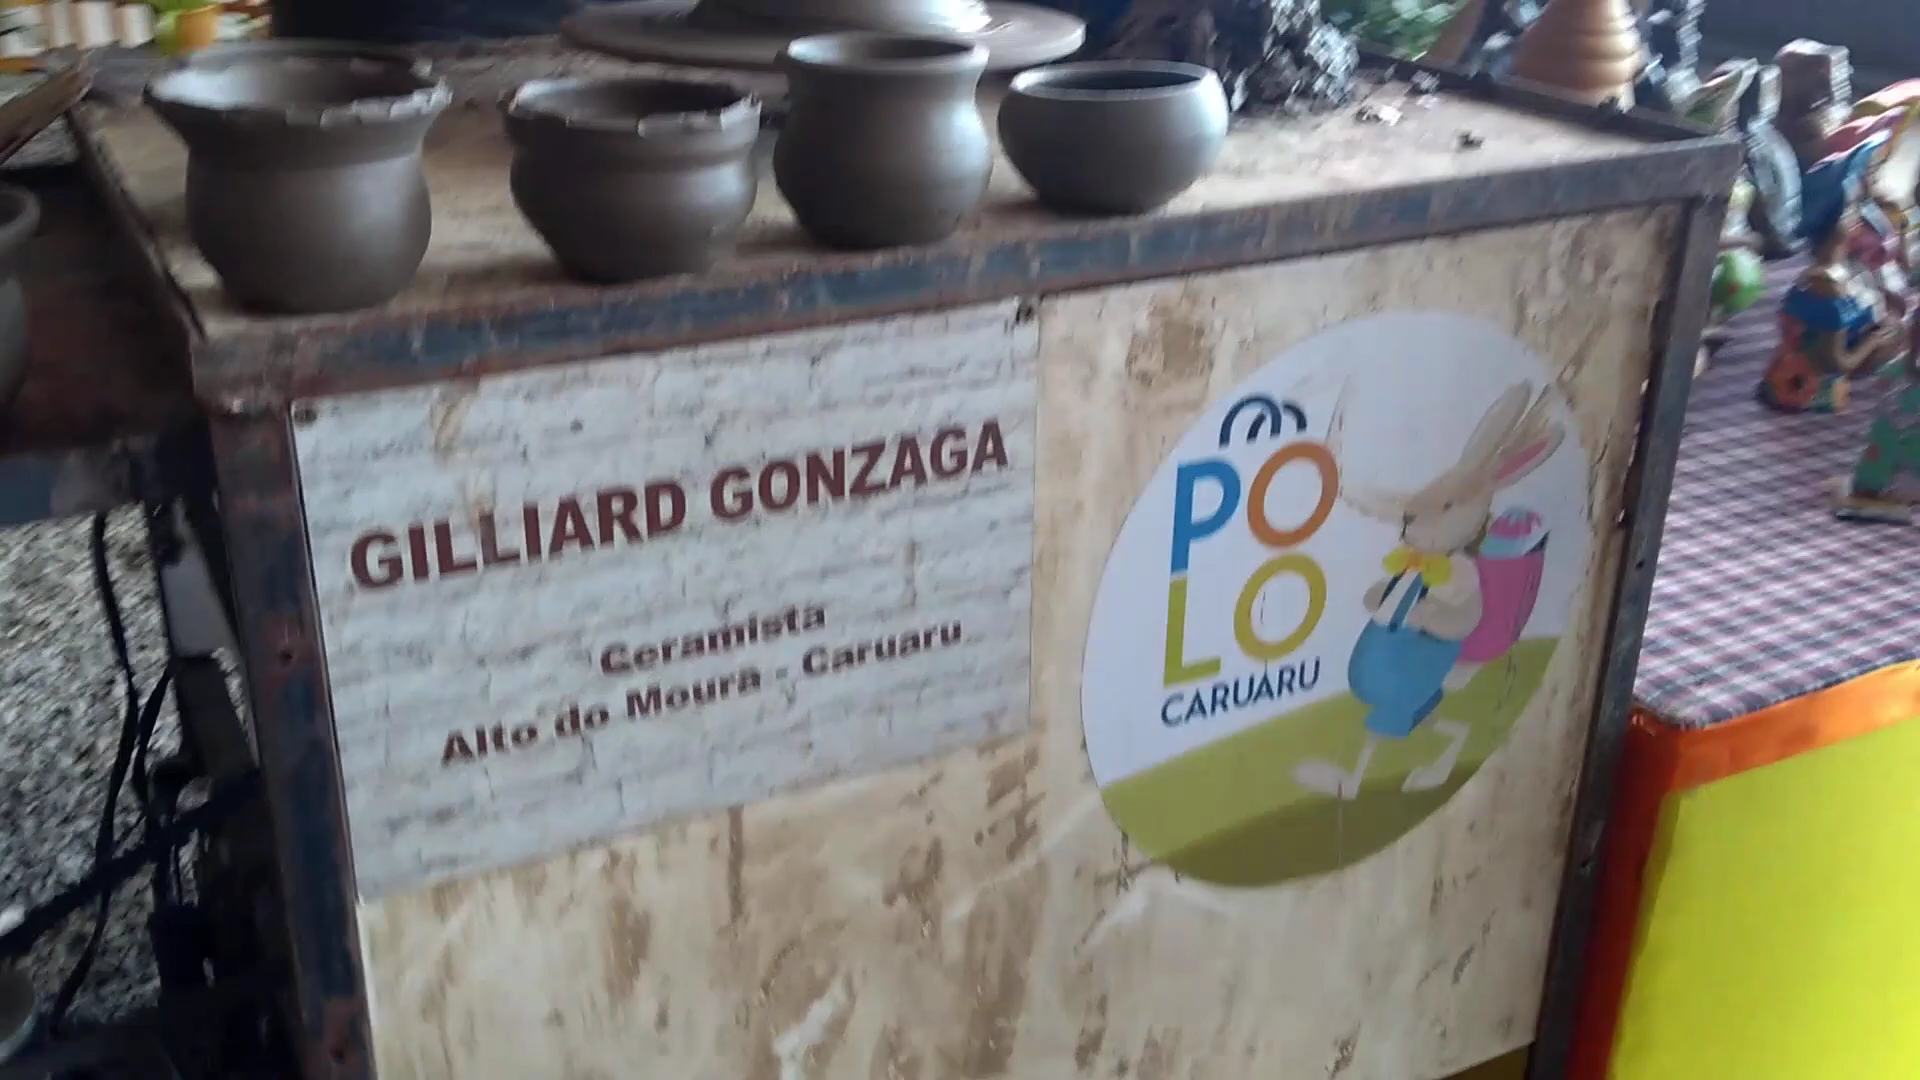 GILLIARD GONZAGA
Ceramista
Alto do Moura - Caruaru
PO
LO
CARUARU